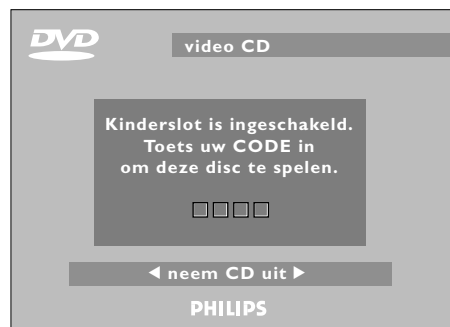 DVD
video CD
Kinderslot is ingeschakeld.
Toets uw CODE in
om deze disc te spelen.
neem CD uit
PHILIPS